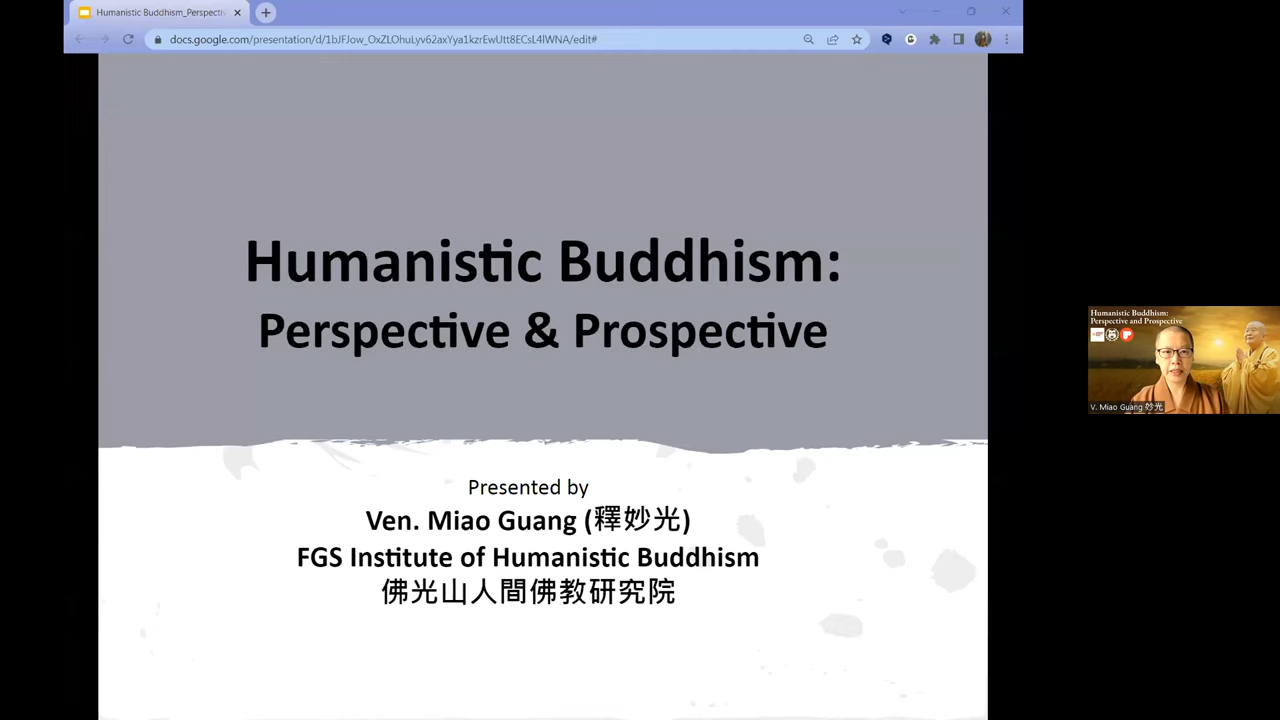 Humanistic Buddhism_Perspectiv
docs.google.com/presentation/d/1bJFJow_OxZLOhuLyv62axYya1kzrEwUtt8ECsL4lWNA/edit#
Humanistic Buddhism:
Perspective & Prospective
Presented by
Ven. Miao Guang (釋妙光)
FGS Institute of Humanistic Buddhism
佛光山人間佛教研究院
Humanistic Buddhism:
Perspective and Prospective
V. Miao Guang 妙光